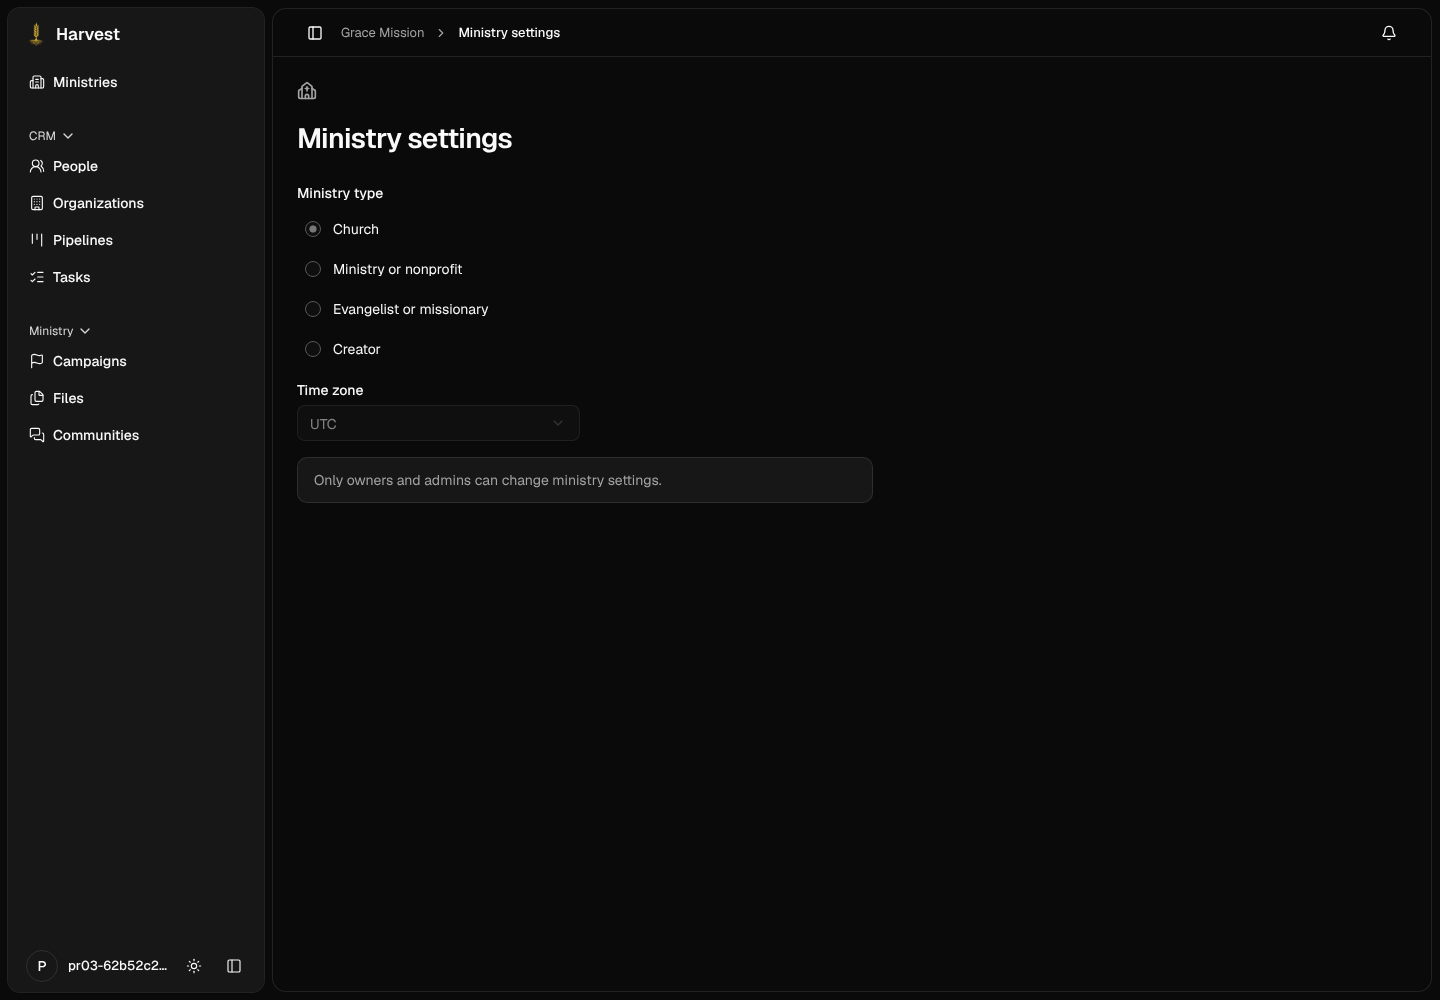 Harvest
Ministries
CRM
People
Organizations
Pipelines
Tasks
Ministry
Campaigns
Files
Communities
P
pr03-62b52c2...
Grace Mission
Ministry settings
Ministry settings
Ministry type
Church
Ministry or nonprofit
Evangelist or missionary
Creator
Time zone
UTC
Only owners and admins can change ministry settings.